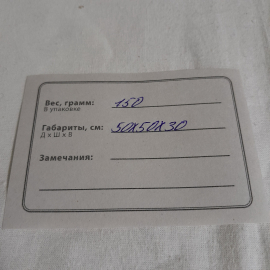 Вес, грамм: 150
В упаковке
Габариты, см: 50х50х30
Д х Ш х В
Замечания: